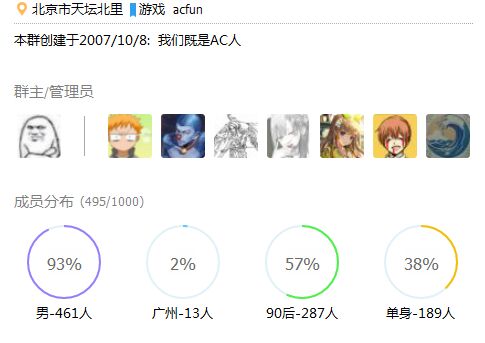 北京市天坛北里 游戏 acfun
本群创建于2007/10/8: 我们既是AC人
群主/管理员
成员分布 (495/1000)
93% 2% 57% 38%
男-461人 广州-13人 90后-287人 单身-189人